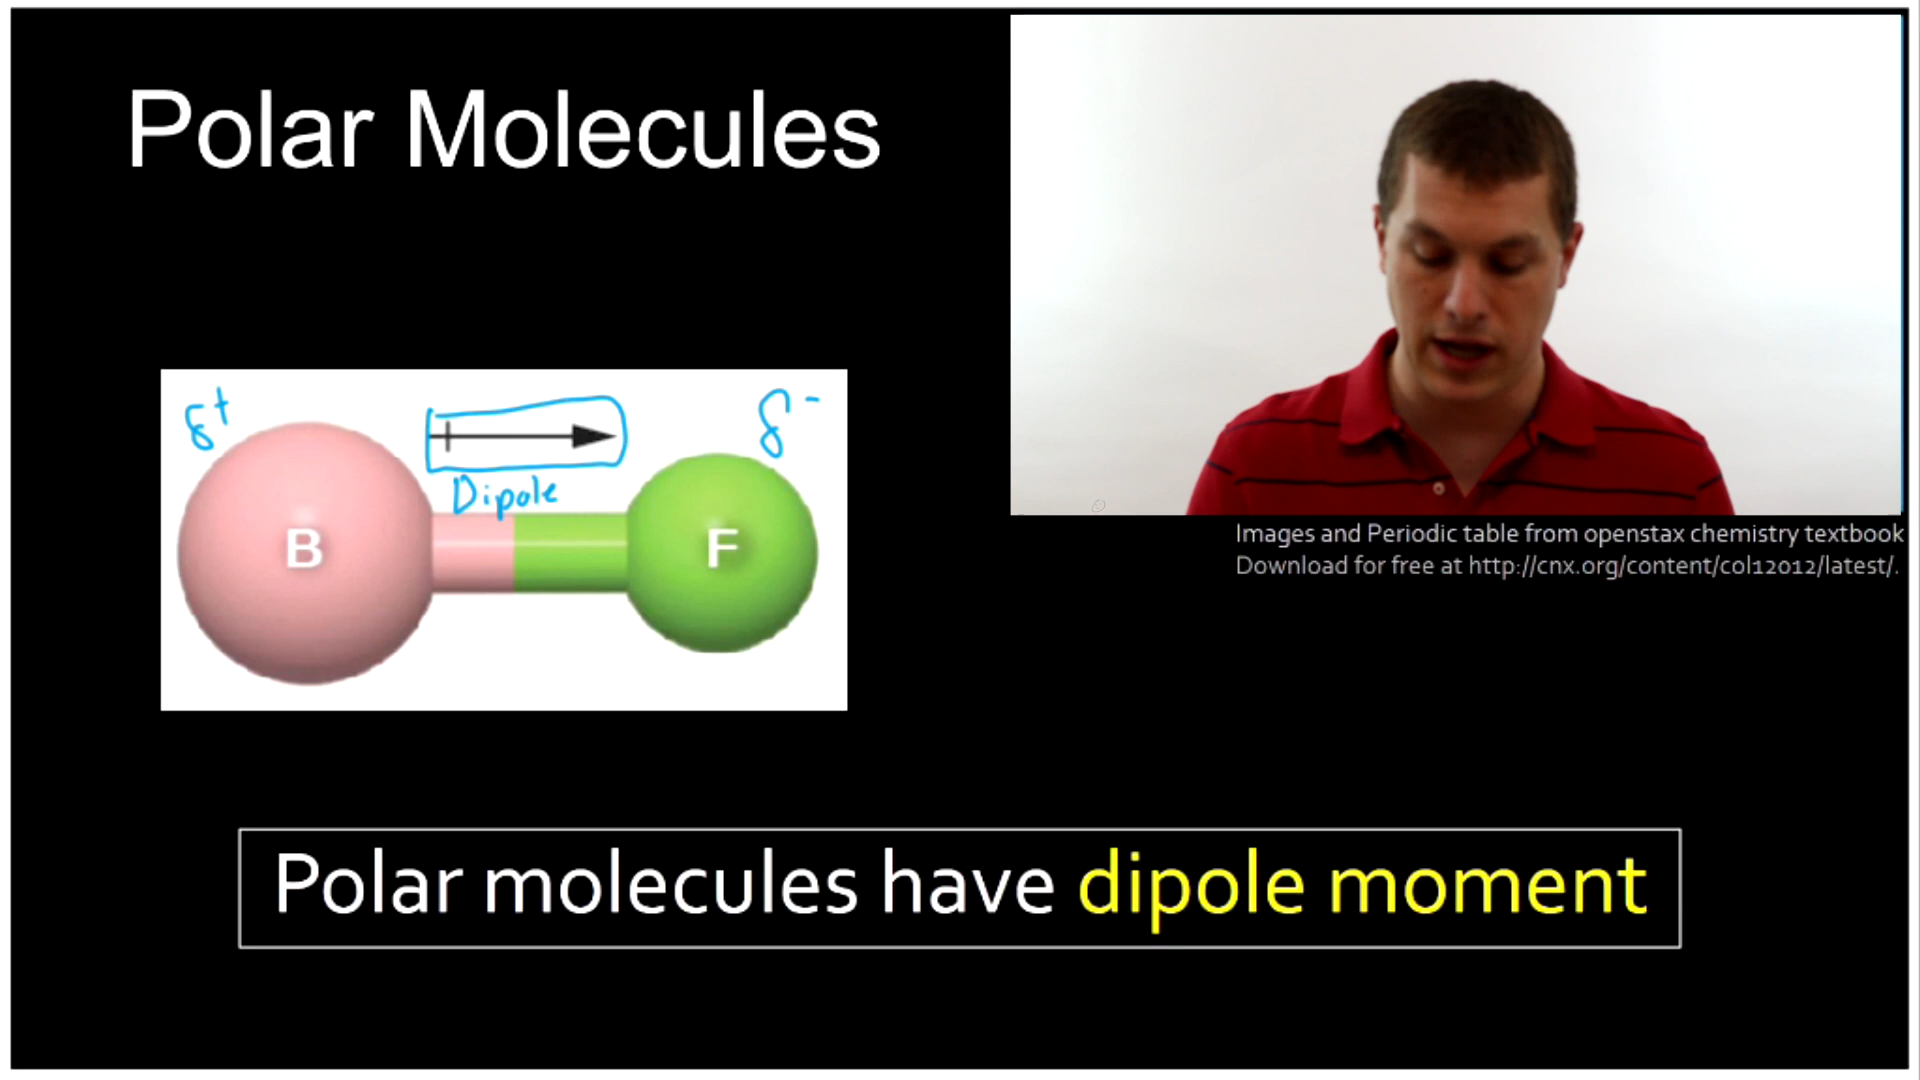 Polar Molecules
δ+
δ-
Dipole
B
F
Images and Periodic table from openstax chemistry textbook
Download for free at http://cnx.org/content/col12012/latest/.
Polar molecules have dipole moment